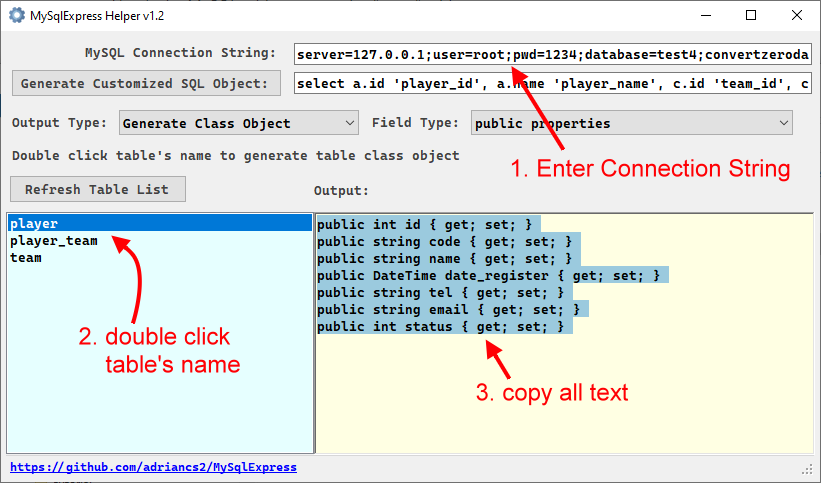 MySqlExpress Helper v1.2
MySQL Connection String:
server=127.0.0.1;user=root;pwd=1234;database=test4;convertzeroda
Generate Customized SQL Object:
select a.id 'player_id', a.name 'player_name', c.id 'team_id', c
Output Type:
Generate Class Object
Field Type:
public properties
Double click table's name to generate table class object
1. Enter Connection String
Refresh Table List
Output:
player
player_team
team
public int id { get; set; }
public string code { get; set; }
public string name { get; set; }
public DateTime date_register { get; set; }
public string tel { get; set; }
public string email { get; set; }
public int status { get; set; }
2. double click
table's name
3. copy all text
https://github.com/adriancs2/MySqlExpress